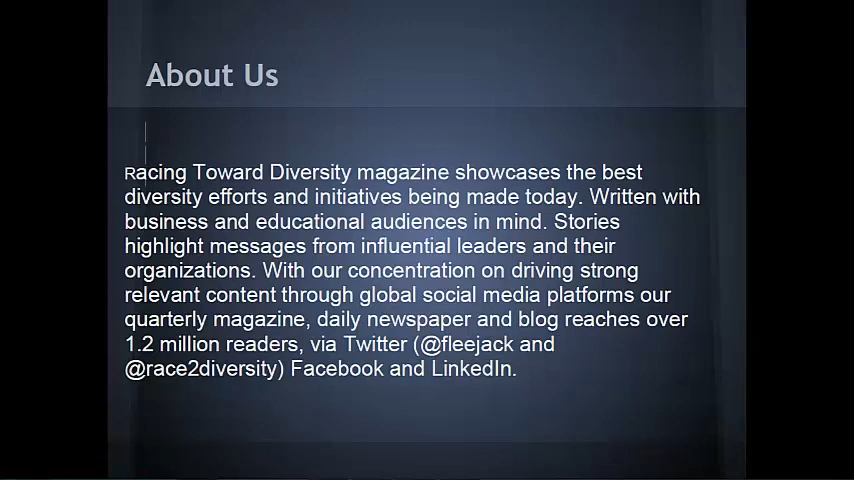 About Us
Racing Toward Diversity magazine showcases the best
diversity efforts and initiatives being made today. Written with
business and educational audiences in mind. Stories
highlight messages from influential leaders and their
organizations. With our concentration on driving strong
relevant content through global social media platforms our
quarterly magazine, daily newspaper and blog reaches over
1.2 million readers, via Twitter (@fleejack and
@race2diversity) Facebook and LinkedIn.